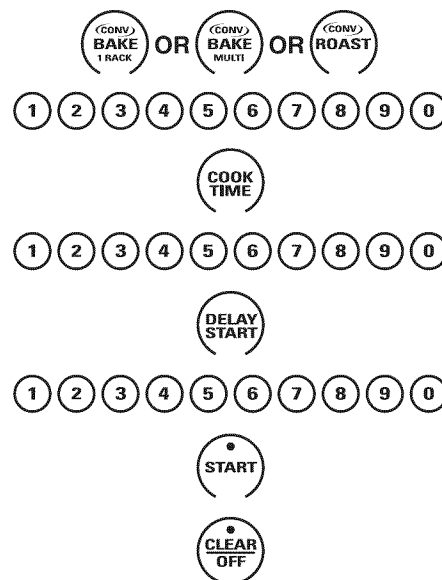 CONV BAKE 1 RACK OR CONV BAKE MULTI OR CONV ROAST
1 2 3 4 5 6 7 8 9 0
COOK TIME
1 2 3 4 5 6 7 8 9 0
DELAY START
1 2 3 4 5 6 7 8 9 0
START
CLEAR
OFF